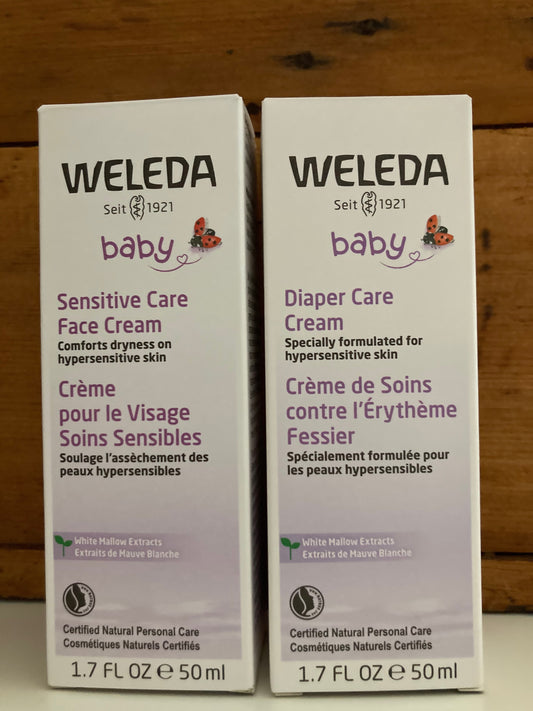 WELEDA
Seit 1921
baby
Sensitive Care
Face Cream
Comforts dryness on
hypersensitive skin
Crème
pour le Visage
Soins Sensibles
Soulage l'assèchement des
peaux hypersensibles
White Mallow Extracts
Extraits de Mauve Blanche
Certified Natural Personal Care
Cosmétiques Naturels Certifiés
1.7 FL OZ e 50 ml
WELEDA
Seit 1921
baby
Diaper Care
Cream
Specially formulated for
hypersensitive skin
Crème de Soins
contre l'Érythème
Fessier
Spécialement formulée pour
les peaux hypersensibles
White Mallow Extracts
Extraits de Mauve Blanche
Certified Natural Personal Care
Cosmétiques Naturels Certifiés
1.7 FL OZ e 50 ml